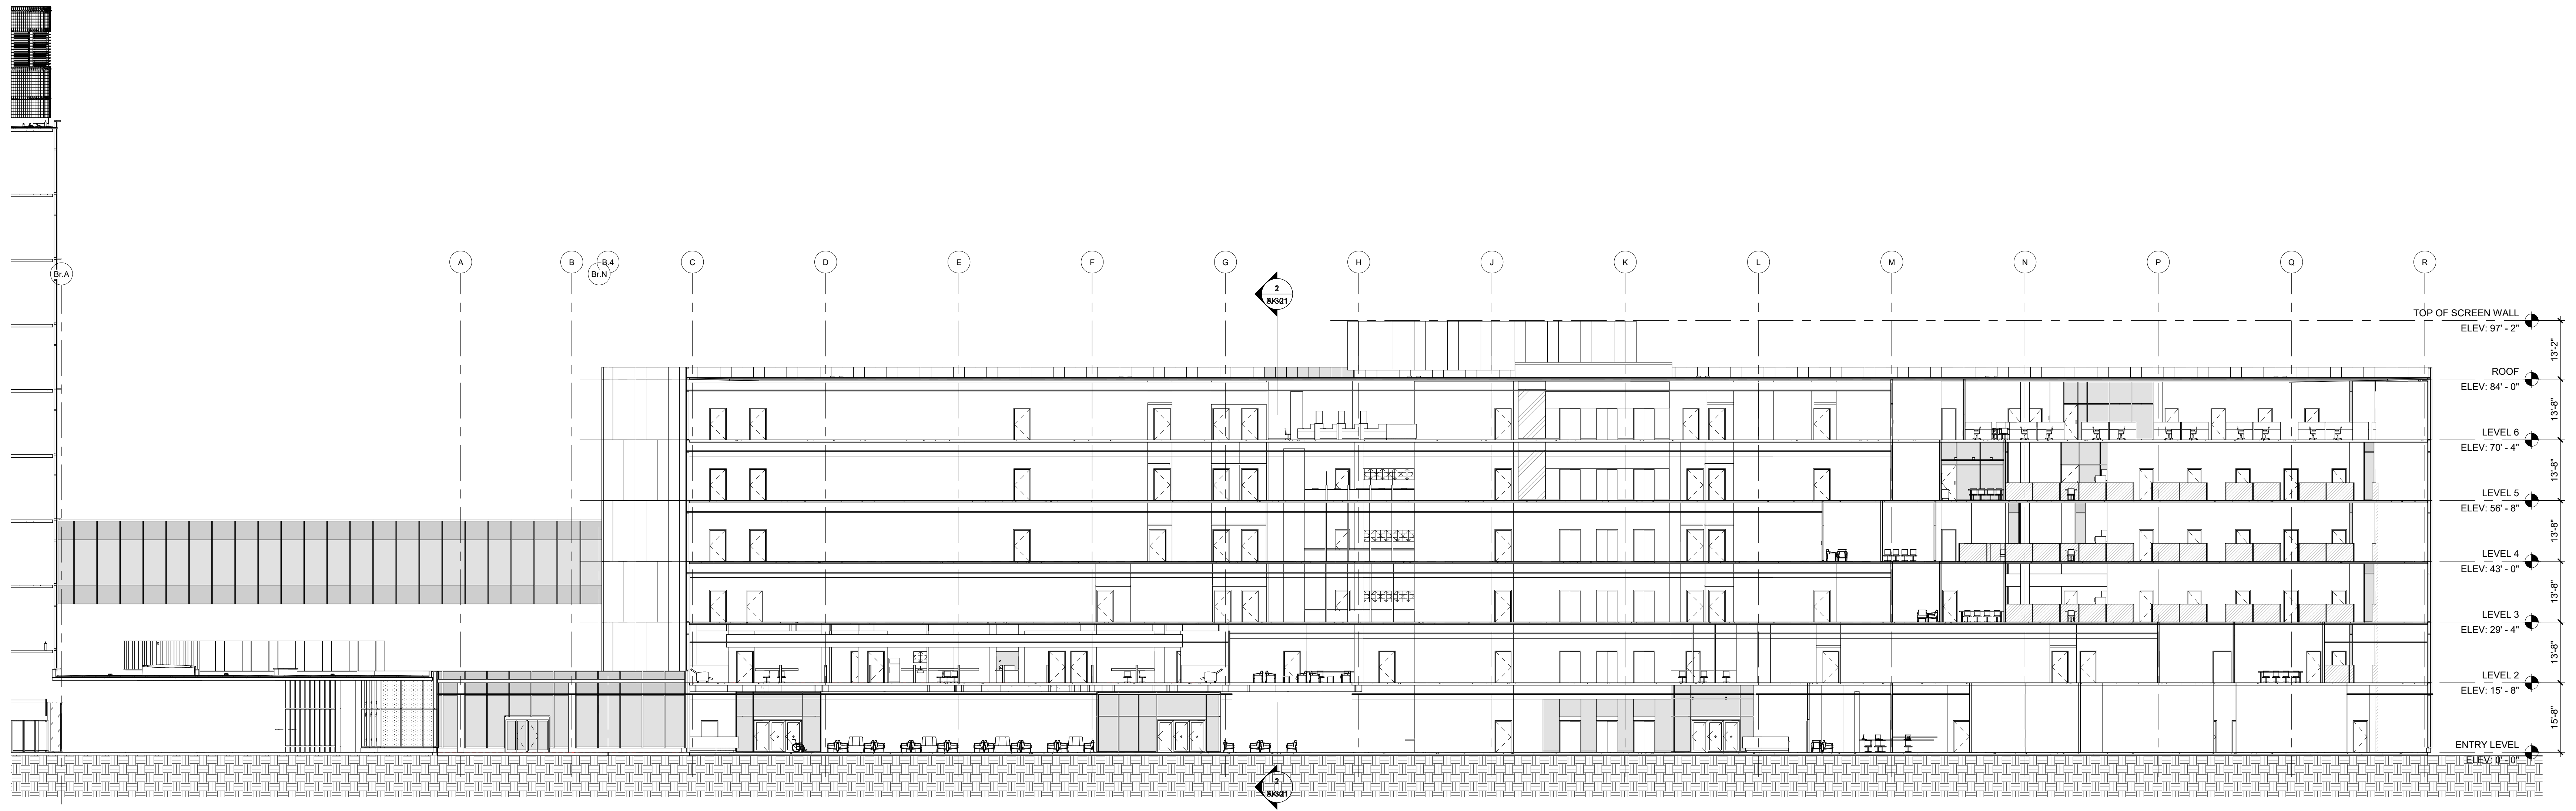 A
B
B.4
C
D
E
F
G
H
J
K
L
M
N
P
Q
R
Br.A
Br.N
2
TOP OF SCREEN WALL
ELEV: 97' - 2"
13'-2"
ROOF
ELEV: 84' - 0"
13'-8"
LEVEL 6
ELEV: 70' - 4"
13'-8"
LEVEL 5
ELEV: 56' - 8"
13'-8"
LEVEL 4
ELEV: 43' - 0"
13'-8"
LEVEL 3
ELEV: 29' - 4"
13'-8"
LEVEL 2
ELEV: 15' - 8"
15'-8"
ENTRY LEVEL
ELEV: 0' - 0"
2